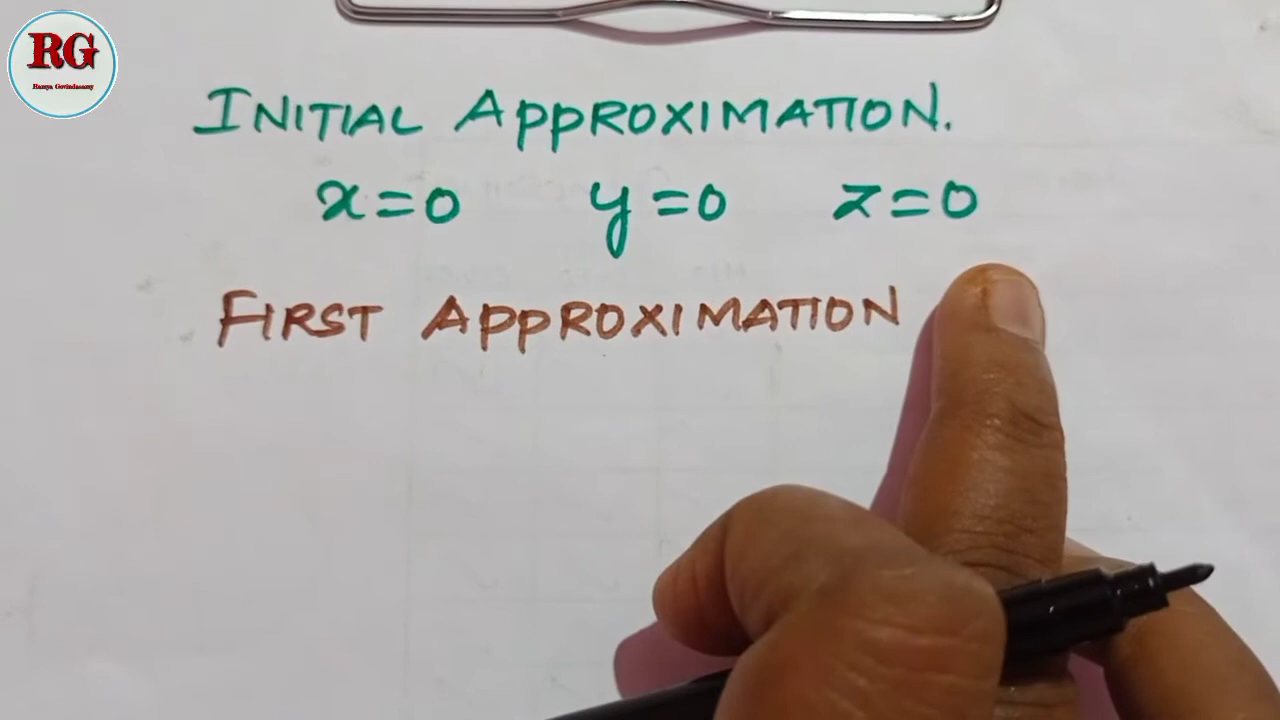 RG
Ramya Govindasamy
INITIAL APPROXIMATION.
x=0 y=0 z=0
FIRST APPROXIMATION